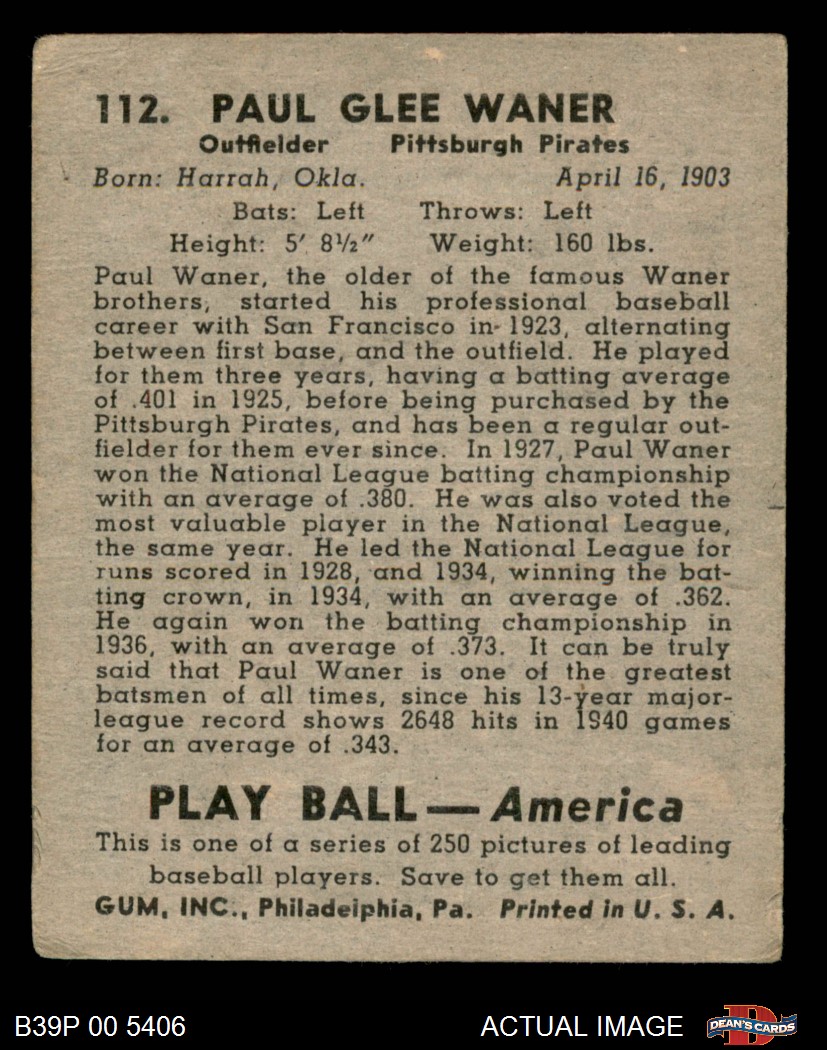 112. PAUL GLEE WANER
Outfielder Pittsburgh Pirates
Born: Harrah, Okla. April 16, 1903
Bats: Left Throws: Left
Height: 5' 8½" Weight: 160 lbs.
Paul Waner, the older of the famous Waner
brothers, started his professional baseball
career with San Francisco in 1923, alternating
between first base, and the outfield. He played
for them three years, having a batting average
of .401 in 1925, before being purchased by the
Pittsburgh Pirates, and has been a regular out-
fielder for them ever since. In 1927, Paul Waner
won the National League batting championship
with an average of .380. He was also voted the
most valuable player in the National League,
the same year. He led the National League for
runs scored in 1928, and 1934, winning the bat-
ting crown, in 1934, with an average of .362.
He again won the batting championship in
1936, with an average of .373. It can be truly
said that Paul Waner is one of the greatest
batsmen of all times, since his 13-year major-
league record shows 2648 hits in 1940 games
for an average of .343.
PLAY BALL—America
This is one of a series of 250 pictures of leading
baseball players. Save to get them all.
GUM, INC., Philadelphia, Pa. Printed in U. S. A.
B39P 00 5406 ACTUAL IMAGE D DEAN'S CARDS